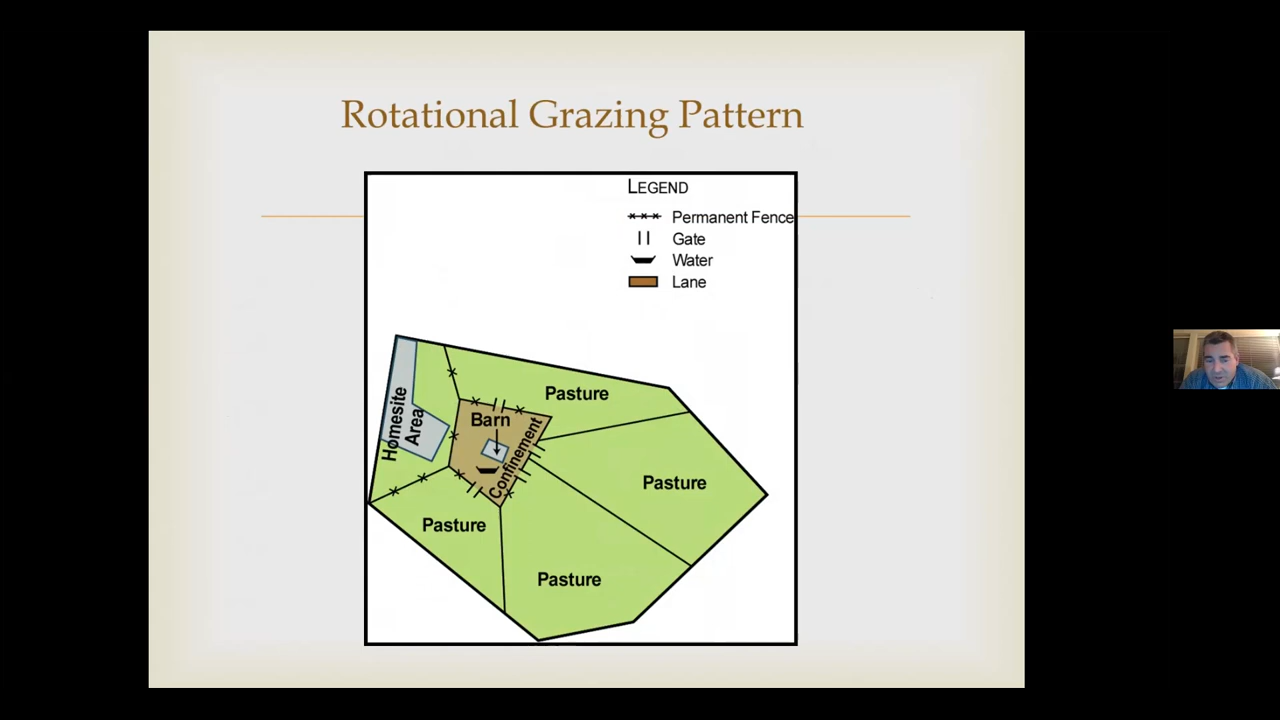 Rotational Grazing Pattern
LEGEND
Permanent Fence
Gate
Water
Lane
Pasture
Barn
Confinement
Homesite
Area
Pasture
Pasture
Pasture